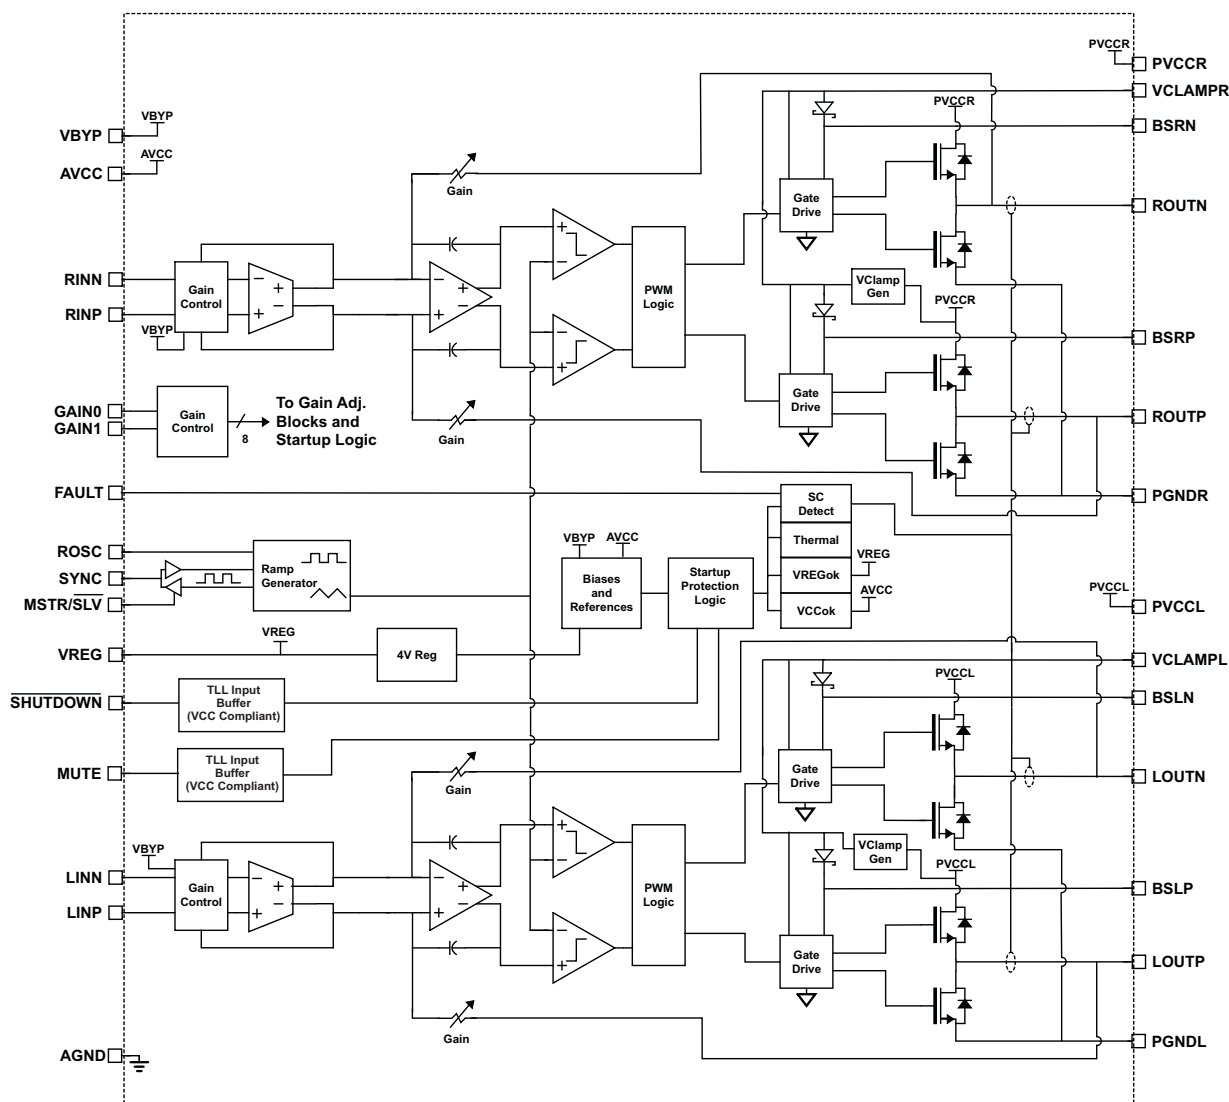 PVCCR
PVCCR
VCLAMPR
PVCCR
BSRN
VBYP
VBYP
AVCC
AVCC
Gain
Gate
Drive
ROUTN
RINN
RINP
Gain
Control
VBYP
PWM
Logic
VClamp
Gen
PVCCR
BSRP
GAIN0
GAIN1
Gain
Control
8
To Gain Adj.
Blocks and
Startup Logic
Gain
Gate
Drive
ROUTP
FAULT
SC
Detect
PGNDR
ROSC
SYNC
MSTR/SLV
Ramp
Generator
VBYP
AVCC
Biases
and
References
Startup
Protection
Logic
Thermal
VREGok
VREG
VCCok
AVCC
PVCCL
PVCCL
VREG
VREG
4V Reg
VCLAMPL
SHUTDOWN
TLL Input
Buffer
(VCC Compliant)
PVCCL
BSLN
MUTE
TLL Input
Buffer
(VCC Compliant)
Gain
Gate
Drive
LOUTN
VBYP
LINN
LINP
Gain
Control
PWM
Logic
VClamp
Gen
PVCCL
BSLP
Gate
Drive
LOUTP
Gain
AGND
PGNDL